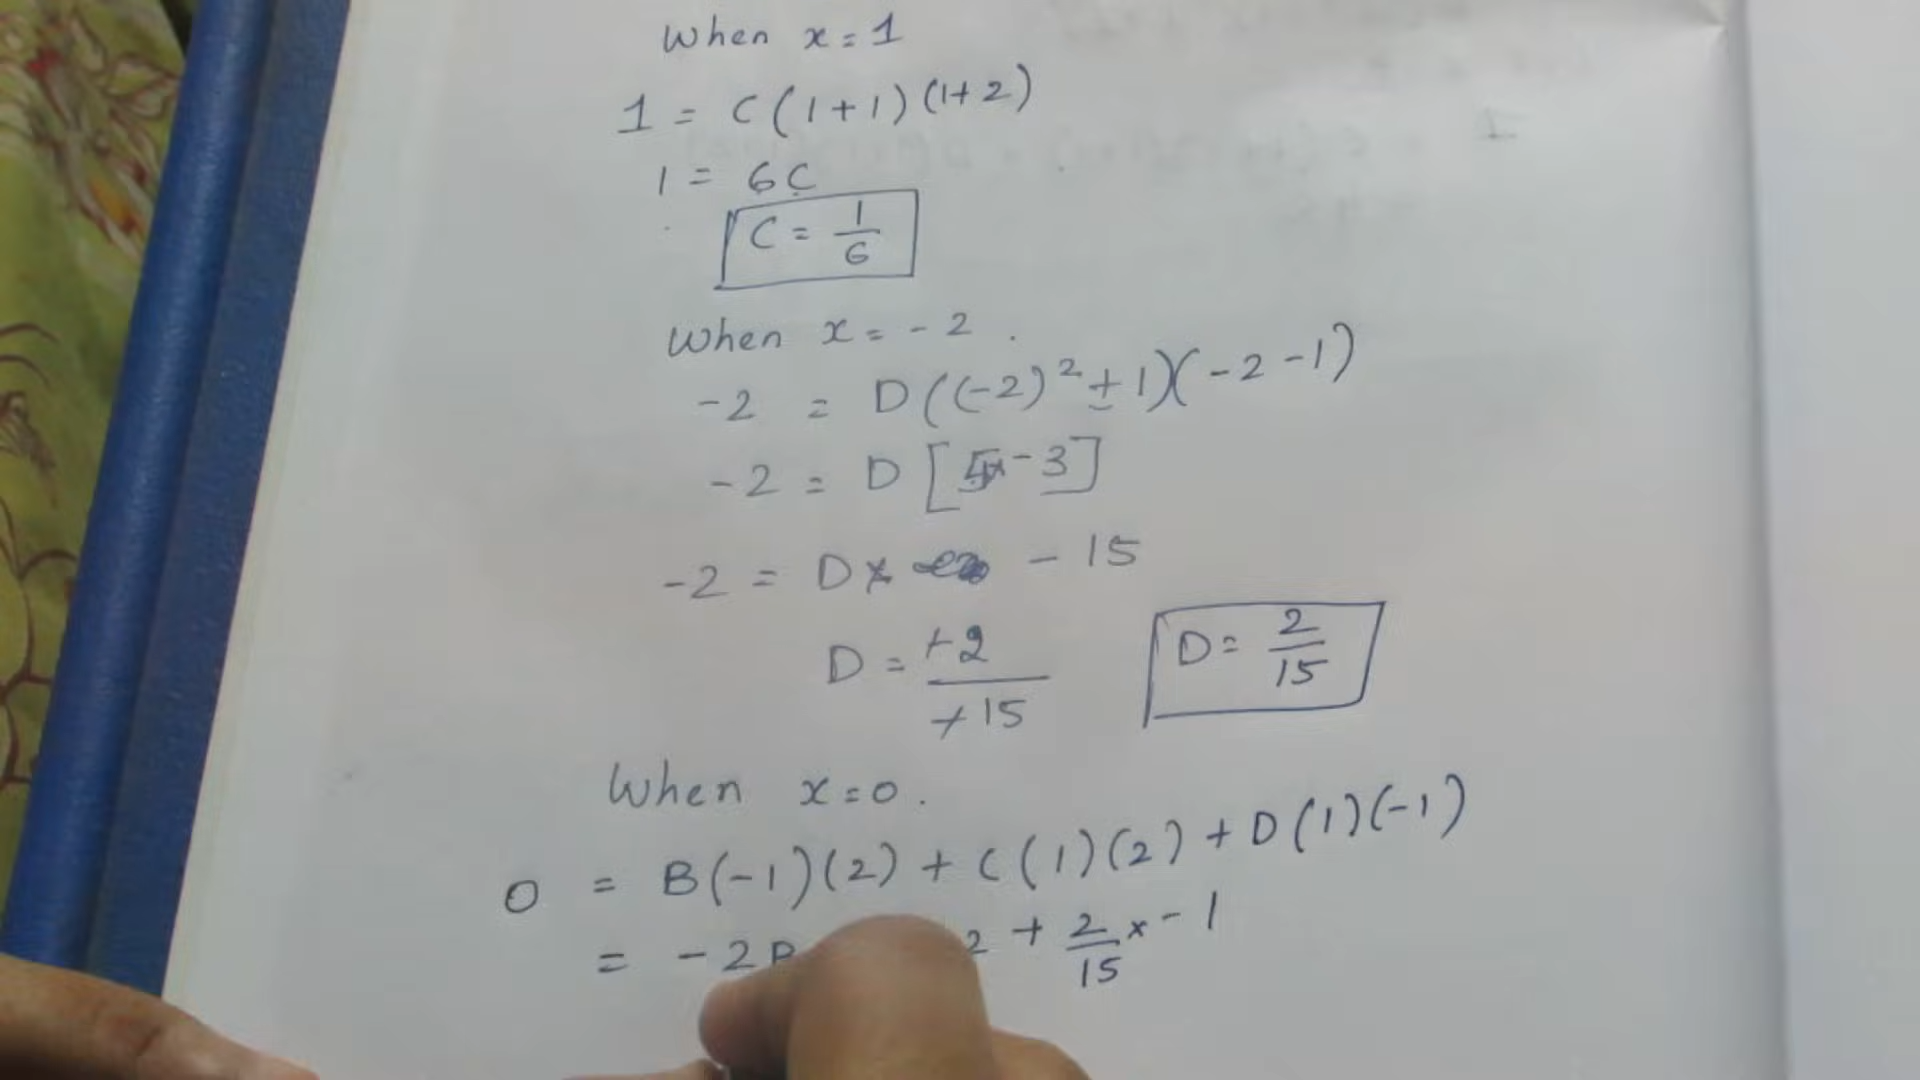 When x = 1
1 = C(1+1)(1+2)
1 = 6C
C = 1/6
When x = -2.
-2 = D((-2)²+1)(-2-1)
-2 = D[5x-3]
-2 = Dx -15
D = +2/+15 D = 2/15
When x=0.
0 = B(-1)(2) + C(1)(2) + D(1)(-1)
= -2B 2 + 2/15 x -1